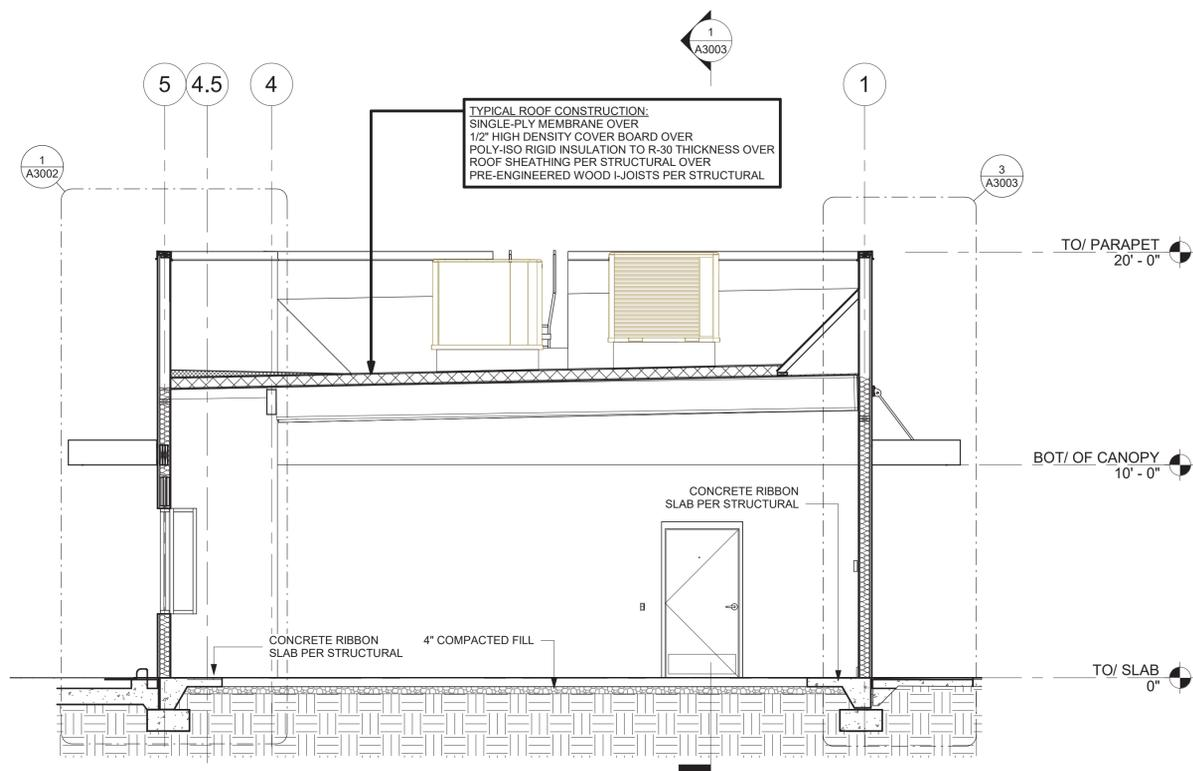 1
A3003
5
4.5
4
1
TYPICAL ROOF CONSTRUCTION:
SINGLE-PLY MEMBRANE OVER
1/2" HIGH DENSITY COVER BOARD OVER
POLY-ISO RIGID INSULATION TO R-30 THICKNESS OVER
ROOF SHEATHING PER STRUCTURAL OVER
PRE-ENGINEERED WOOD I-JOISTS PER STRUCTURAL
1
A3002
3
A3003
TO/ PARAPET
20' - 0"
BOT/ OF CANOPY
10' - 0"
CONCRETE RIBBON
SLAB PER STRUCTURAL
CONCRETE RIBBON
SLAB PER STRUCTURAL
4" COMPACTED FILL
TO/ SLAB
0"